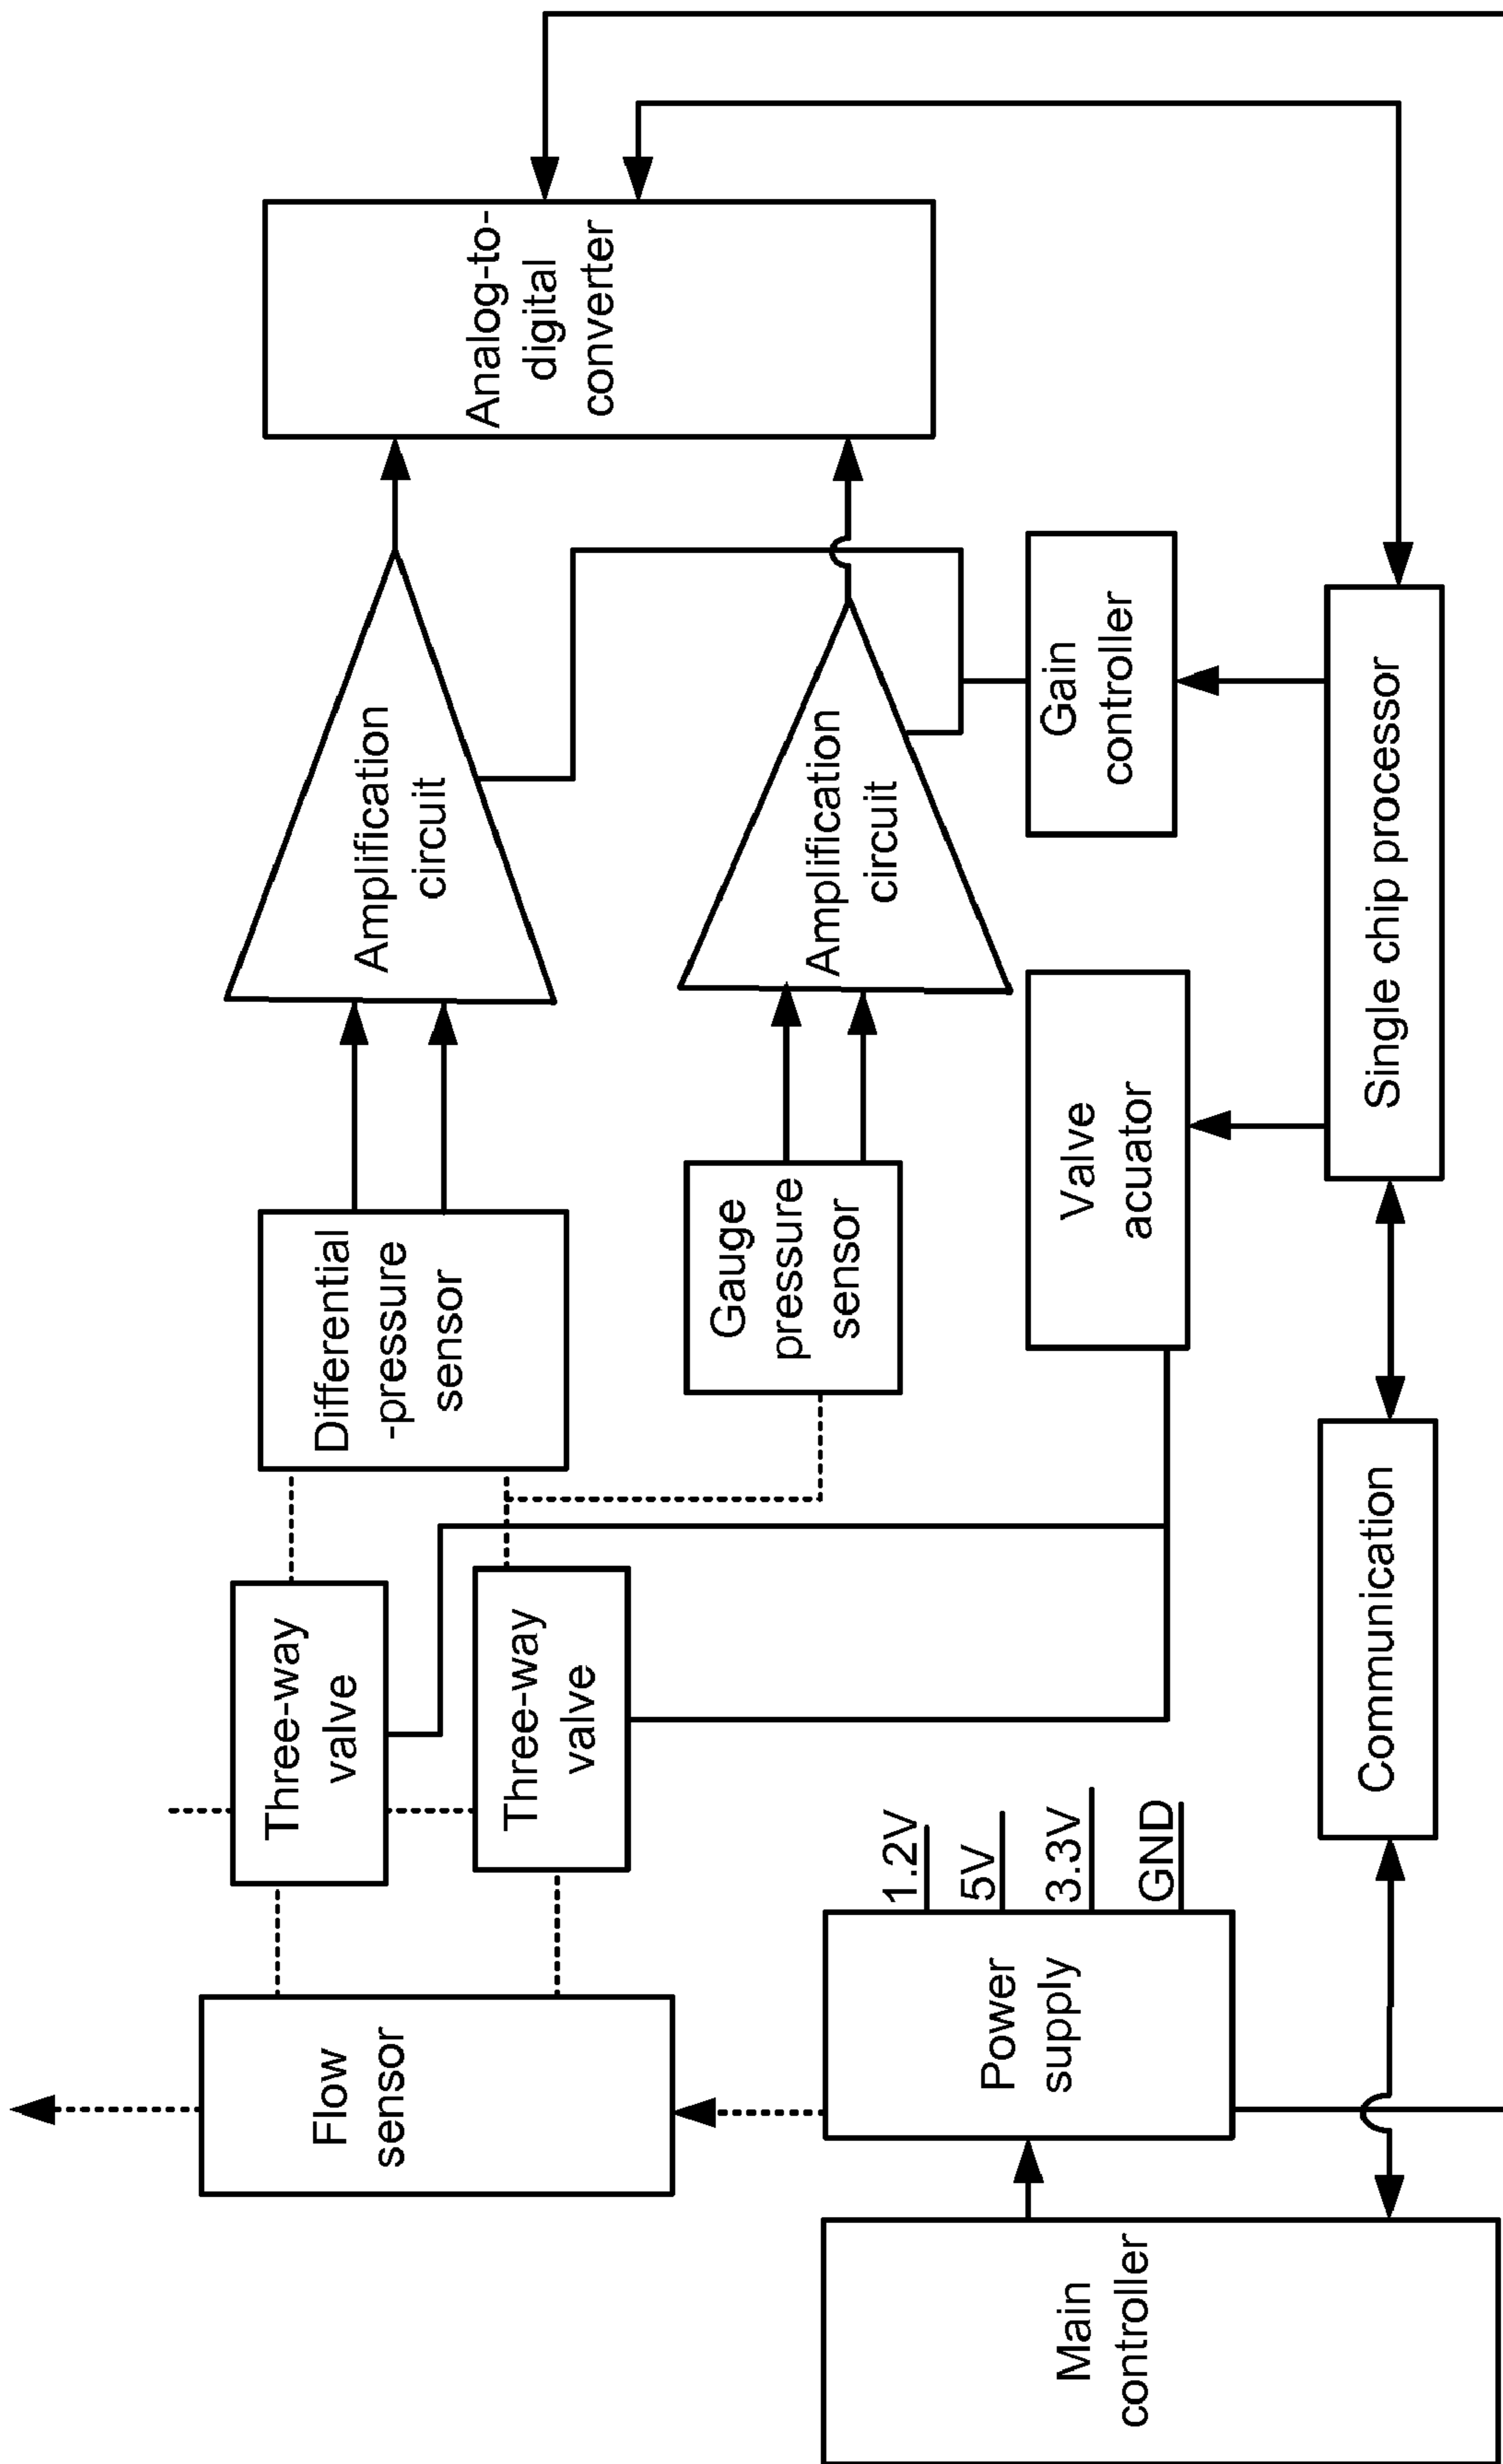 Flow
sensor
Three-way
valve
Three-way
valve
Differential
-pressure
sensor
Amplification
circuit
Analog-to-
digital
converter
Gauge
pressure
sensor
Amplification
circuit
Main
controller
Power
supply
1.2V
5V
3.3V
GND
Valve
acuator
Gain
controller
Communication
Single chip processor